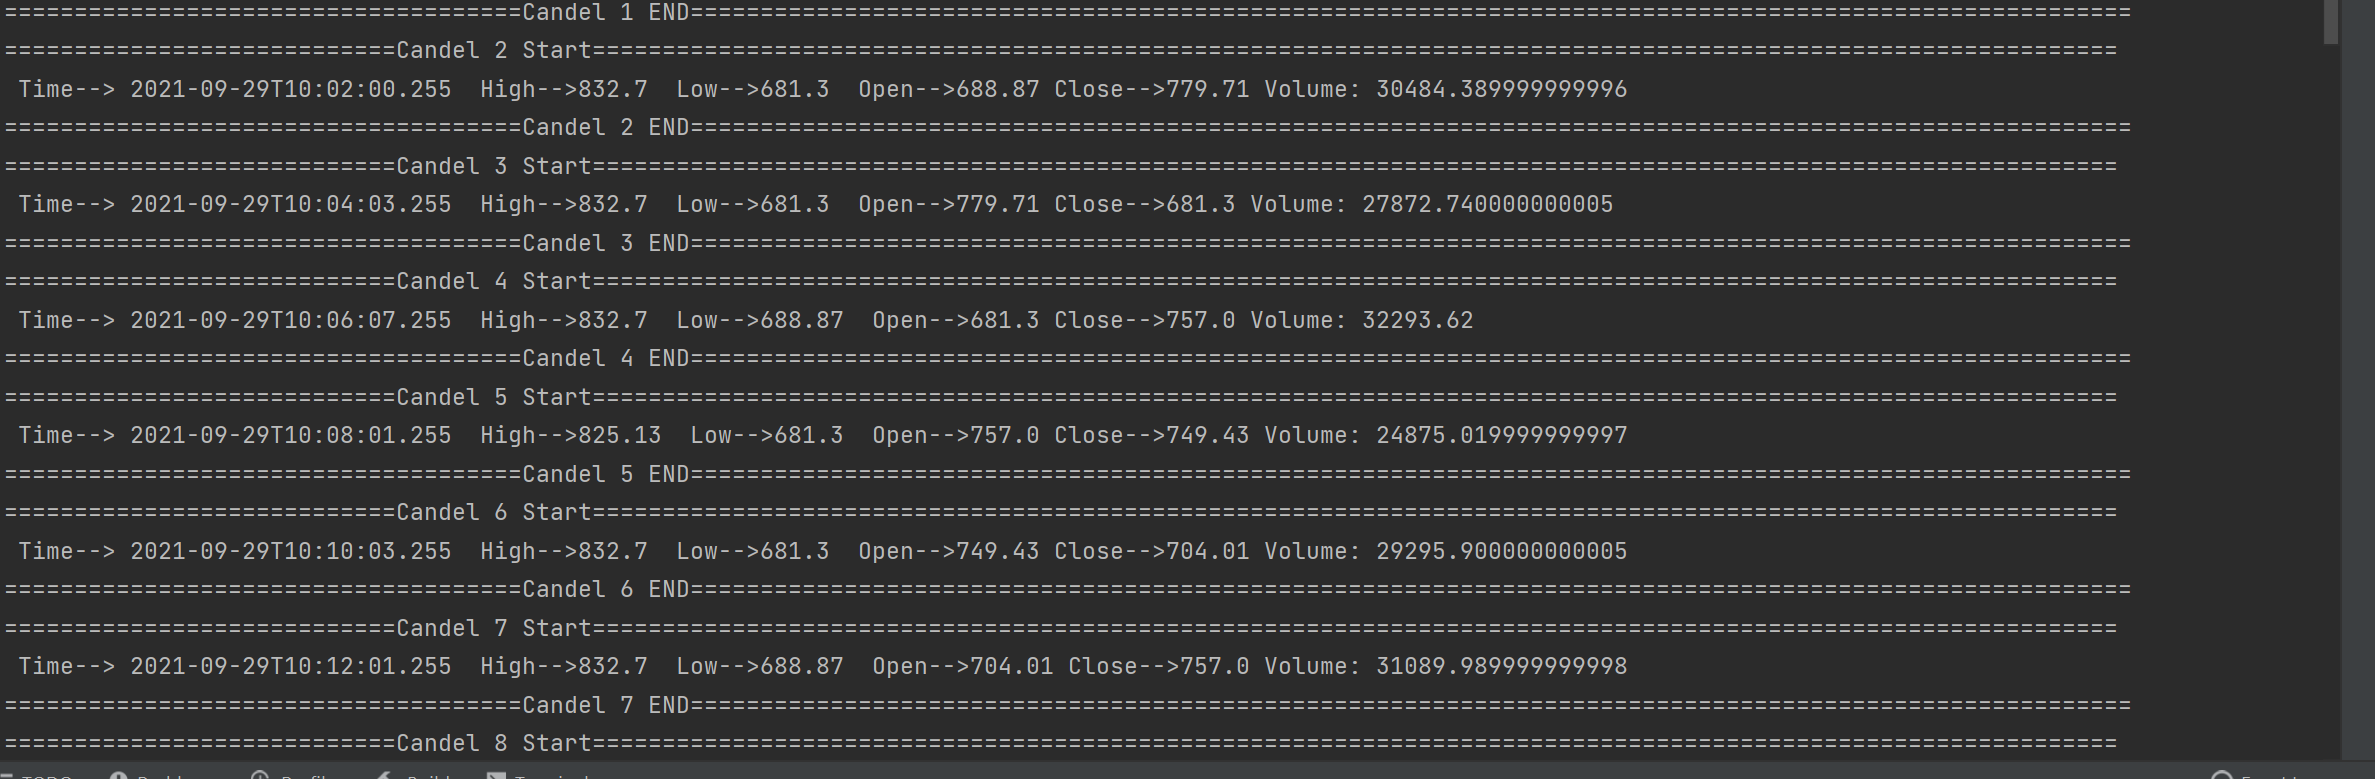 =====================================Candel 1 END=======================================================================================================
============================Candel 2 Start=============================================================================================================
 Time--> 2021-09-29T10:02:00.255  High-->832.7  Low-->681.3  Open-->688.87 Close-->779.71 Volume: 30484.389999999996
=====================================Candel 2 END=======================================================================================================
============================Candel 3 Start=============================================================================================================
 Time--> 2021-09-29T10:04:03.255  High-->832.7  Low-->681.3  Open-->779.71 Close-->681.3 Volume: 27872.740000000005
=====================================Candel 3 END=======================================================================================================
============================Candel 4 Start=============================================================================================================
 Time--> 2021-09-29T10:06:07.255  High-->832.7  Low-->688.87  Open-->681.3 Close-->757.0 Volume: 32293.62
=====================================Candel 4 END=======================================================================================================
============================Candel 5 Start=============================================================================================================
 Time--> 2021-09-29T10:08:01.255  High-->825.13  Low-->681.3  Open-->757.0 Close-->749.43 Volume: 24875.019999999997
=====================================Candel 5 END=======================================================================================================
============================Candel 6 Start=============================================================================================================
 Time--> 2021-09-29T10:10:03.255  High-->832.7  Low-->681.3  Open-->749.43 Close-->704.01 Volume: 29295.900000000005
=====================================Candel 6 END=======================================================================================================
============================Candel 7 Start=============================================================================================================
 Time--> 2021-09-29T10:12:01.255  High-->832.7  Low-->688.87  Open-->704.01 Close-->757.0 Volume: 31089.989999999998
=====================================Candel 7 END=======================================================================================================
============================Candel 8 Start=============================================================================================================